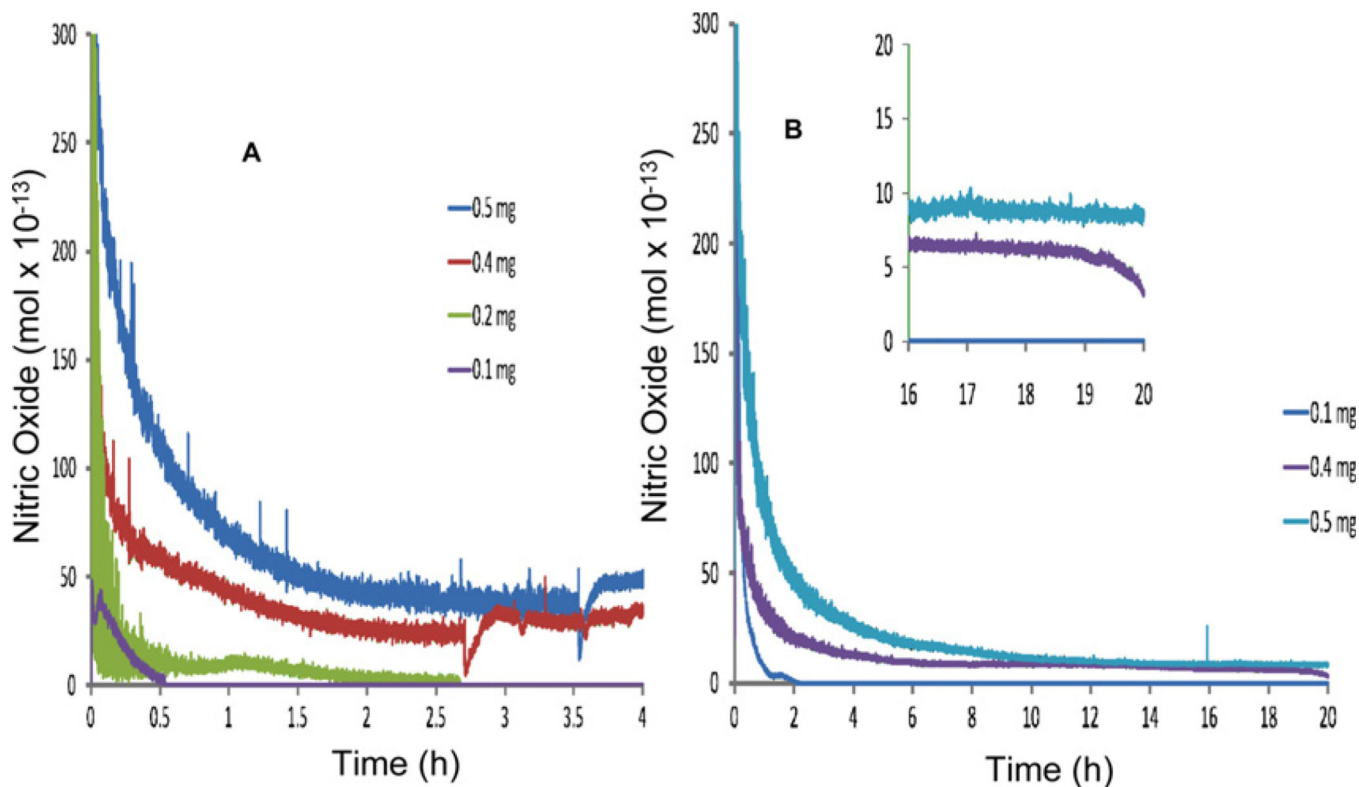 Nitric Oxide (mol x 10⁻¹³)
300
250
200
150
100
50
0
A
0.5 mg
0.4 mg
0.2 mg
0.1 mg
0 0.5 1 1.5 2 2.5 3 3.5 4
Time (h)
Nitric Oxide (mol x 10⁻¹³)
300
250
200
150
100
50
0
B
20
15
10
5
0
16 17 18 19 20
0.1 mg
0.4 mg
0.5 mg
0 2 4 6 8 10 12 14 16 18 20
Time (h)